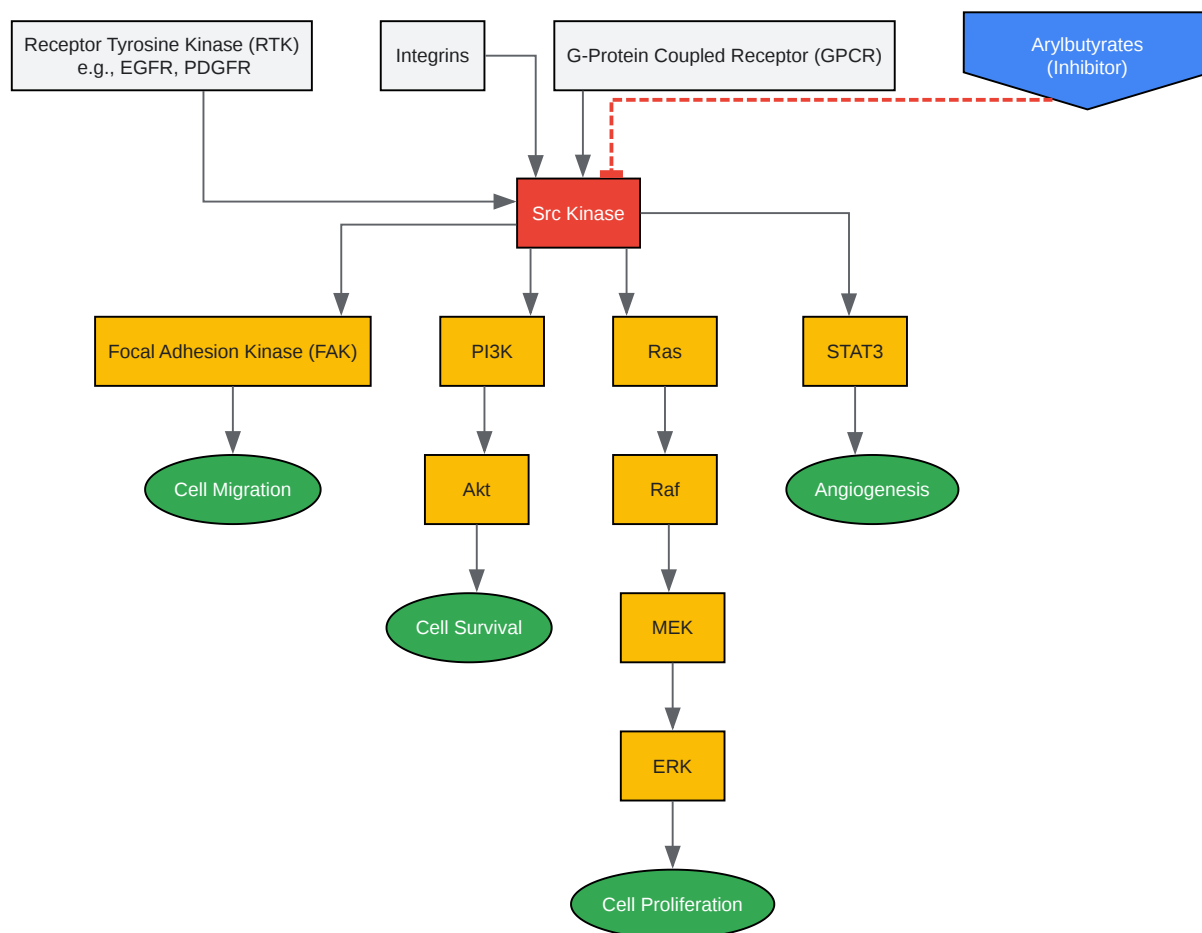 Receptor Tyrosine Kinase (RTK)
e.g., EGFR, PDGFR
Integrins
G-Protein Coupled Receptor (GPCR)
Arylbutyrates
(Inhibitor)
Src Kinase
Focal Adhesion Kinase (FAK)
PI3K
Ras
STAT3
Cell Migration
Akt
Raf
Angiogenesis
Cell Survival
MEK
ERK
Cell Proliferation